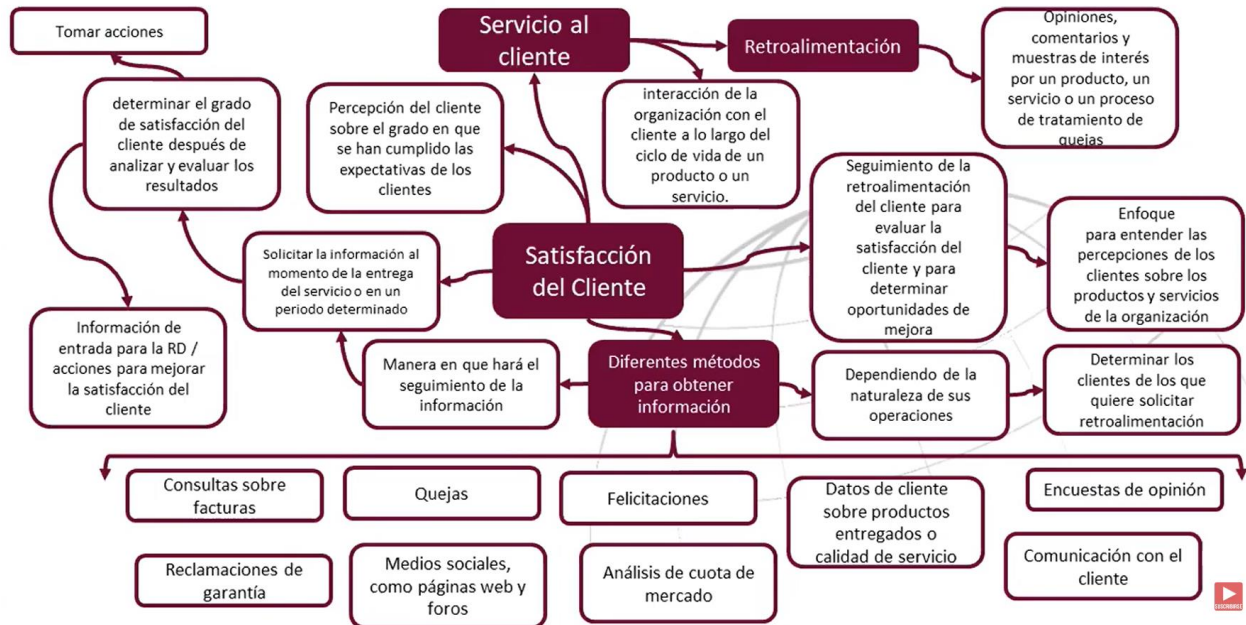 Tomar acciones
Servicio al
cliente
Retroalimentación
Opiniones,
comentarios y
muestras de interés
por un producto, un
servicio o un proceso
de tratamiento de
quejas
determinar el grado
de satisfacción del
cliente después de
analizar y evaluar los
resultados
Percepción del cliente
sobre el grado en que
se han cumplido las
expectativas de los
clientes
interacción de la
organización con el
cliente a lo largo del
ciclo de vida de un
producto o un
servicio.
Seguimiento de la
retroalimentación
del cliente para
evaluar la
satisfacción del
cliente y para
determinar
oportunidades de
mejora
Enfoque
para entender las
percepciones de los
clientes sobre los
productos y servicios
de la organización
Satisfacción
del Cliente
Solicitar la información al
momento de la entrega
del servicio o en un
periodo determinado
Información de
entrada para la RD /
acciones para mejorar
la satisfacción del
cliente
Manera en que hará el
seguimiento de la
información
Diferentes métodos
para obtener
información
Dependiendo de la
naturaleza de sus
operaciones
Determinar los
clientes de los que
quiere solicitar
retroalimentación
Consultas sobre
facturas
Quejas
Felicitaciones
Datos de cliente
sobre productos
entregados o
calidad de servicio
Encuestas de opinión
Reclamaciones de
garantía
Medios sociales,
como páginas web y
foros
Análisis de cuota de
mercado
Comunicación con el
cliente
SUSCRIBIRSE